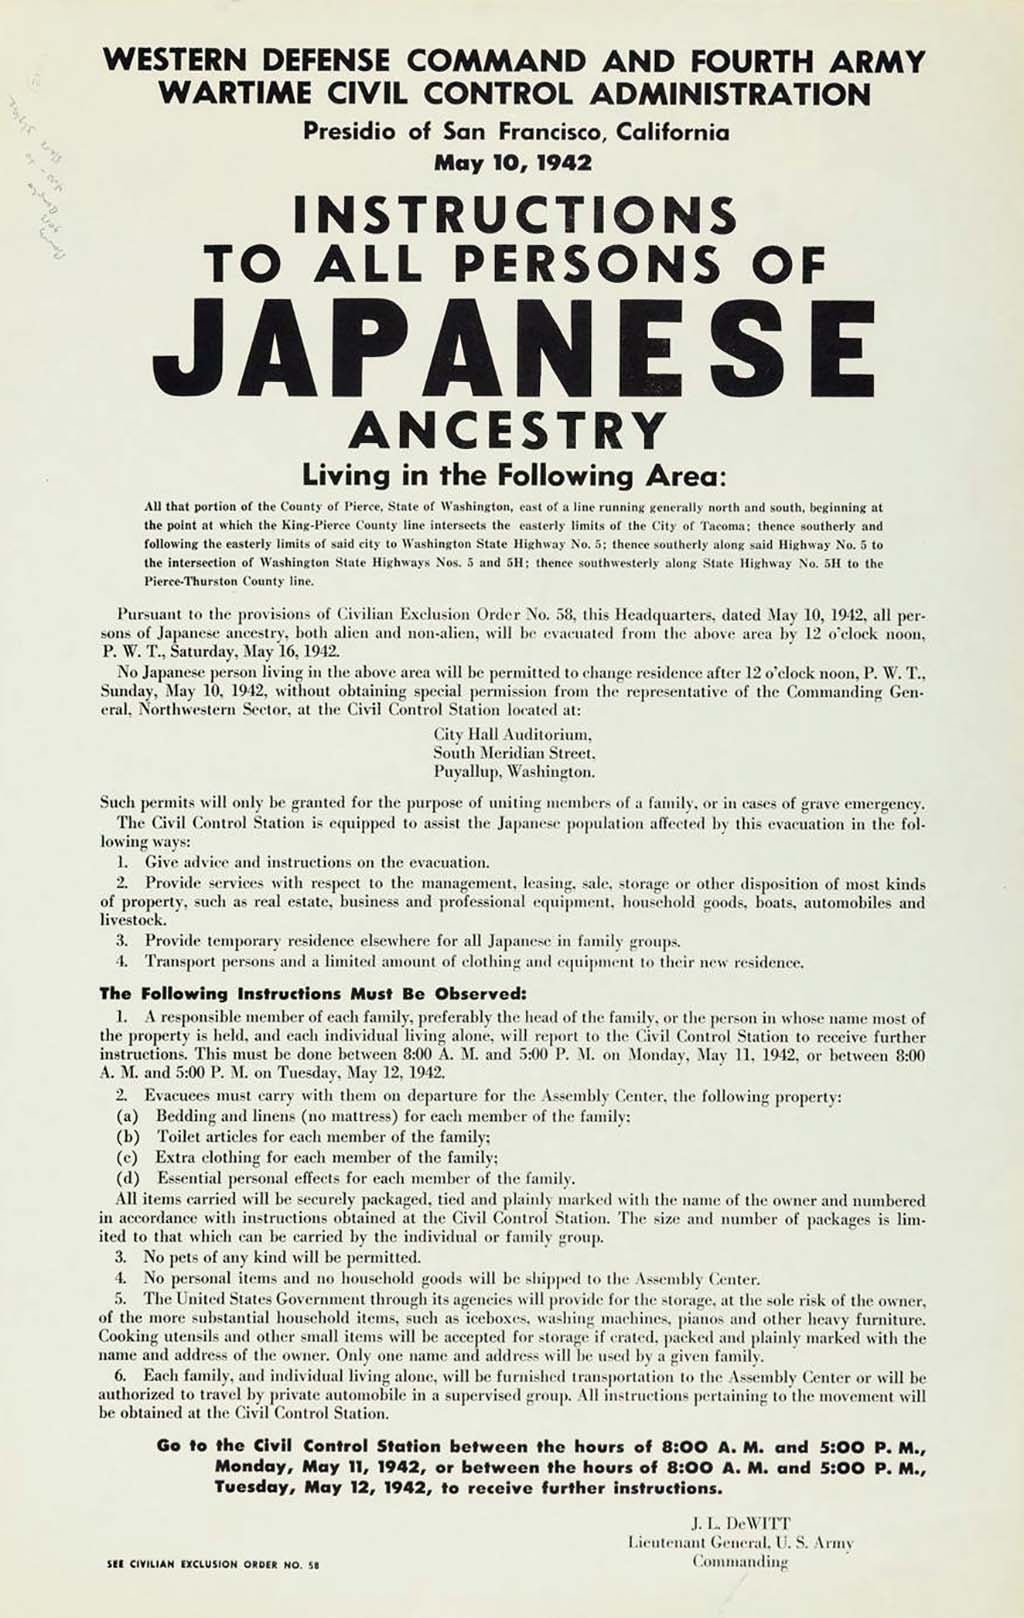 WESTERN DEFENSE COMMAND AND FOURTH ARMY
WARTIME CIVIL CONTROL ADMINISTRATION
Presidio of San Francisco, California
May 10, 1942
INSTRUCTIONS
TO ALL PERSONS OF
JAPANESE
ANCESTRY
Living in the Following Area:
All that portion of the County of Pierce, State of Washington, east of a line running generally north and south, beginning at
the point at which the King-Pierce County line intersects the easterly limits of the City of Tacoma; thence southerly and
following the easterly limits of said city to Washington State Highway No. 5; thence southerly along said Highway No. 5 to
the intersection of Washington State Highways Nos. 5 and 5H; thence southwesterly along State Highway No. 5H to the
Pierce-Thurston County line.
Pursuant to the provisions of Civilian Exclusion Order No. 58, this Headquarters, dated May 10, 1942, all per-
sons of Japanese ancestry, both alien and non-alien, will be evacuated from the above area by 12 o'clock noon,
P. W. T., Saturday, May 16, 1942.
No Japanese person living in the above area will be permitted to change residence after 12 o'clock noon, P. W. T.,
Sunday, May 10, 1942, without obtaining special permission from the representative of the Commanding Gen-
eral, Northwestern Sector, at the Civil Control Station located at:
City Hall Auditorium,
South Meridian Street,
Puyallup, Washington.
Such permits will only be granted for the purpose of uniting members of a family, or in cases of grave emergency.
The Civil Control Station is equipped to assist the Japanese population affected by this evacuation in the fol-
lowing ways:
1. Give advice and instructions on the evacuation.
2. Provide services with respect to the management, leasing, sale, storage or other disposition of most kinds
of property, such as real estate, business and professional equipment, household goods, boats, automobiles and
livestock.
3. Provide temporary residence elsewhere for all Japanese in family groups.
4. Transport persons and a limited amount of clothing and equipment to their new residence.
The Following Instructions Must Be Observed:
1. A responsible member of each family, preferably the head of the family, or the person in whose name most of
the property is held, and each individual living alone, will report to the Civil Control Station to receive further
instructions. This must be done between 8:00 A. M. and 5:00 P. M. on Monday, May 11, 1942, or between 8:00
A. M. and 5:00 P. M. on Tuesday, May 12, 1942.
2. Evacuees must carry with them on departure for the Assembly Center, the following property:
(a) Bedding and linens (no mattress) for each member of the family;
(b) Toilet articles for each member of the family;
(c) Extra clothing for each member of the family;
(d) Essential personal effects for each member of the family.
All items carried will be securely packaged, tied and plainly marked with the name of the owner and numbered
in accordance with instructions obtained at the Civil Control Station. The size and number of packages is lim-
ited to that which can be carried by the individual or family group.
3. No pets of any kind will be permitted.
4. No personal items and no household goods will be shipped to the Assembly Center.
5. The United States Government through its agencies will provide for the storage, at the sole risk of the owner,
of the more substantial household items, such as iceboxes, washing machines, pianos and other heavy furniture.
Cooking utensils and other small items will be accepted for storage if crated, packed and plainly marked with the
name and address of the owner. Only one name and address will be used by a given family.
6. Each family, and individual living alone, will be furnished transportation to the Assembly Center or will be
authorized to travel by private automobile in a supervised group. All instructions pertaining to the movement will
be obtained at the Civil Control Station.
Go to the Civil Control Station between the hours of 8:00 A. M. and 5:00 P. M.,
Monday, May 11, 1942, or between the hours of 8:00 A. M. and 5:00 P. M.,
Tuesday, May 12, 1942, to receive further instructions.
J. L. DeWITT
Lieutenant General, U. S. Army
Commanding
SEE CIVILIAN EXCLUSION ORDER NO. 58